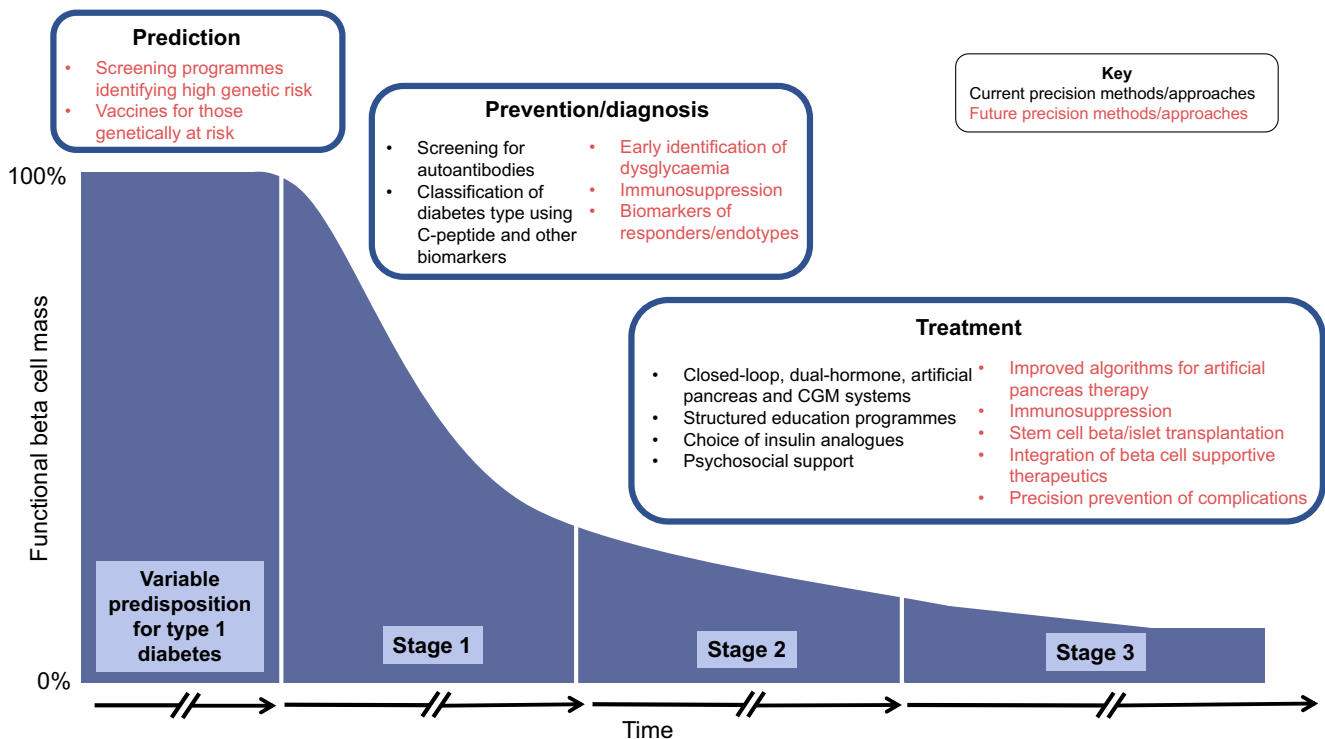 Prediction
• Screening programmes
identifying high genetic risk
• Vaccines for those
genetically at risk
Key
Current precision methods/approaches
Future precision methods/approaches
Prevention/diagnosis
• Screening for
autoantibodies
• Classification of
diabetes type using
C-peptide and other
biomarkers
• Early identification of
dysglycaemia
• Immunosuppression
• Biomarkers of
responders/endotypes
Treatment
• Closed-loop, dual-hormone, artificial
pancreas and CGM systems
• Structured education programmes
• Choice of insulin analogues
• Psychosocial support
• Improved algorithms for artificial
pancreas therapy
• Immunosuppression
• Stem cell beta/islet transplantation
• Integration of beta cell supportive
therapeutics
• Precision prevention of complications
100%
Functional beta cell mass
0%
Variable
predisposition
for type 1
diabetes
Stage 1
Stage 2
Stage 3
Time